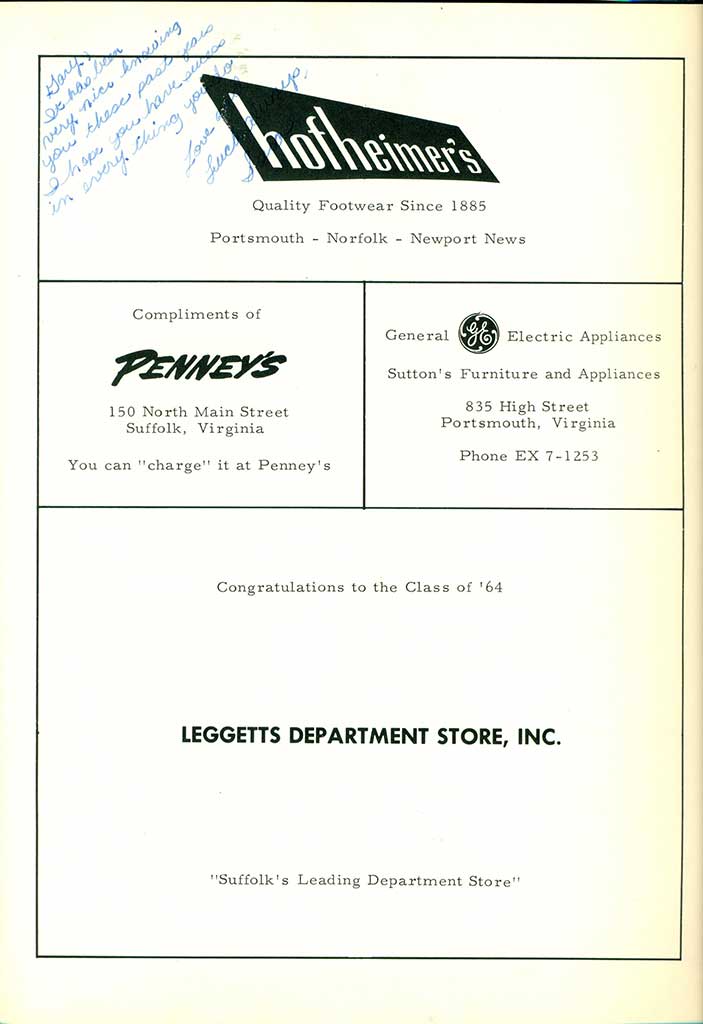 Gary,
It has been
very nice knowing
you these past years
I hope you have success
in every thing you do
Love
Luck always,
hofheimer's
Quality Footwear Since 1885
Portsmouth - Norfolk - Newport News
Compliments of
PENNEY'S
150 North Main Street
Suffolk, Virginia
You can "charge" it at Penney's
General GE Electric Appliances
Sutton's Furniture and Appliances
835 High Street
Portsmouth, Virginia
Phone EX 7-1253
Congratulations to the Class of '64
LEGGETTS DEPARTMENT STORE, INC.
"Suffolk's Leading Department Store"